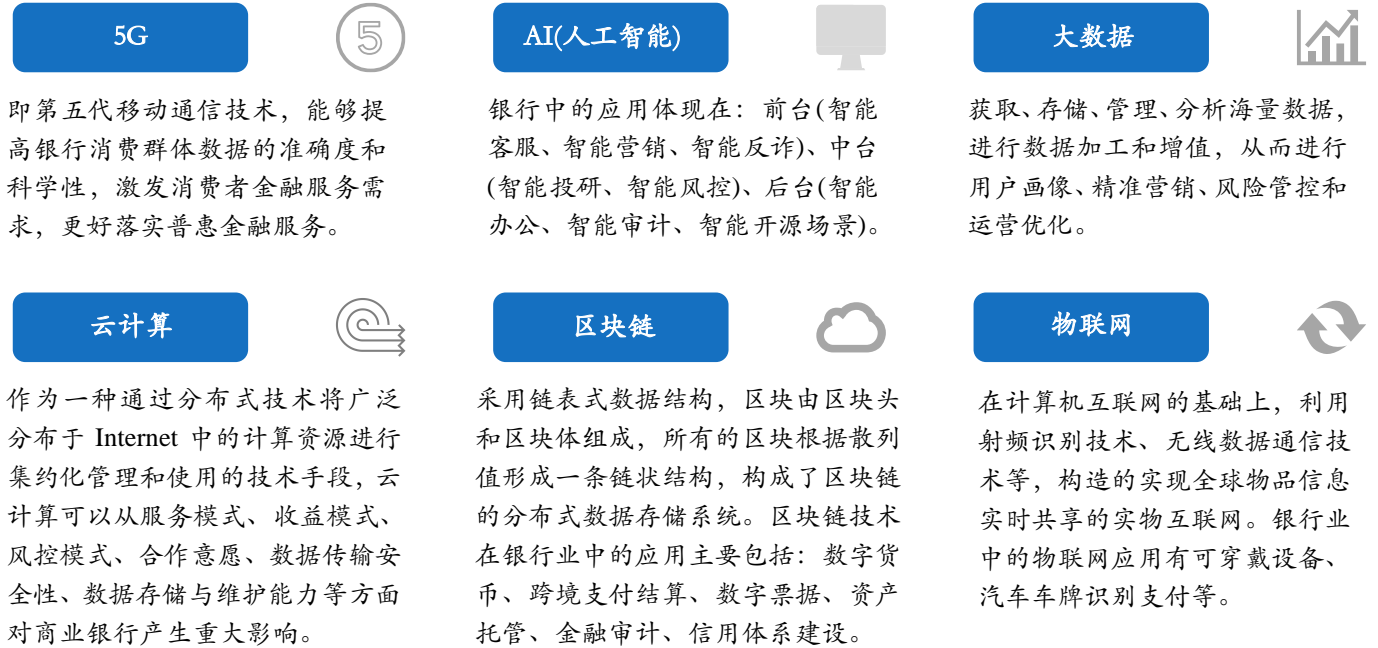 5G
5
即第五代移动通信技术，能够提
高银行消费群体数据的准确度和
科学性，激发消费者金融服务需
求，更好落实普惠金融服务。
AI(人工智能)
银行中的应用体现在：前台(智能
客服、智能营销、智能反诈)、中台
(智能投研、智能风控)、后台(智能
办公、智能审计、智能开源场景)。
大数据
获取、存储、管理、分析海量数据，
进行数据加工和增值，从而进行
用户画像、精准营销、风险管控和
运营优化。
云计算
作为一种通过分布式技术将广泛
分布于 Internet 中的计算资源进行
集约化管理和使用的技术手段，云
计算可以从服务模式、收益模式、
风控模式、合作意愿、数据传输安
全性、数据存储与维护能力等方面
对商业银行产生重大影响。
区块链
采用链表式数据结构，区块由区块头
和区块体组成，所有的区块根据散列
值形成一条链状结构，构成了区块链
的分布式数据存储系统。区块链技术
在银行业中的应用主要包括：数字货
币、跨境支付结算、数字票据、资产
托管、金融审计、信用体系建设。
物联网
在计算机互联网的基础上，利用
射频识别技术、无线数据通信技
术等，构造的实现全球物品信息
实时共享的实物互联网。银行业
中的物联网应用有可穿戴设备、
汽车车牌识别支付等。